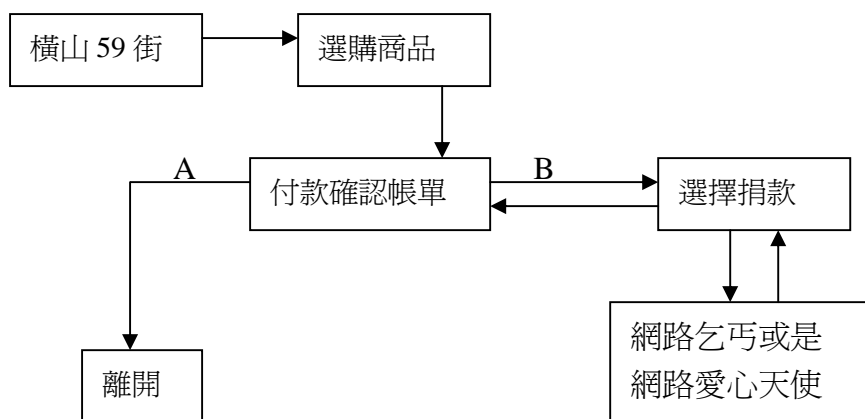 橫山 59 街
選購商品
A
付款確認帳單
B
選擇捐款
網路乞丐或是
網路愛心天使
離開